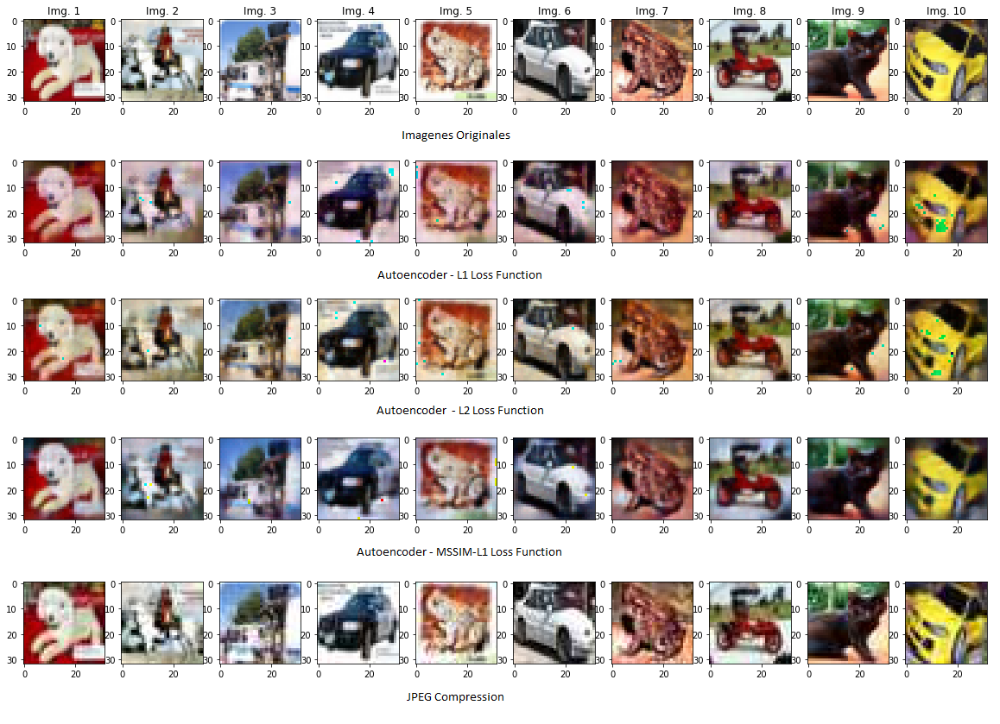 Img. 1 Img. 2 Img. 3 Img. 4 Img. 5 Img. 6 Img. 7 Img. 8 Img. 9 Img. 10
0 0 0 0 0 0 0 0 0 0
10 10 10 10 10 10 10 10 10 10
20 20 20 20 20 20 20 20 20 20
30 30 30 30 30 30 30 30 30 30
0 20 0 20 0 20 0 20 0 20 0 20 0 20 0 20 0 20 0 20
Imagenes Originales
0 0 0 0 0 0 0 0 0 0
10 10 10 10 10 10 10 10 10 10
20 20 20 20 20 20 20 20 20 20
30 30 30 30 30 30 30 30 30 30
0 20 0 20 0 20 0 20 0 20 0 20 0 20 0 20 0 20 0 20
Autoencoder - L1 Loss Function
0 0 0 0 0 0 0 0 0 0
10 10 10 10 10 10 10 10 10 10
20 20 20 20 20 20 20 20 20 20
30 30 30 30 30 30 30 30 30 30
0 20 0 20 0 20 0 20 0 20 0 20 0 20 0 20 0 20 0 20
Autoencoder - L2 Loss Function
0 0 0 0 0 0 0 0 0 0
10 10 10 10 10 10 10 10 10 10
20 20 20 20 20 20 20 20 20 20
30 30 30 30 30 30 30 30 30 30
0 20 0 20 0 20 0 20 0 20 0 20 0 20 0 20 0 20 0 20
Autoencoder - MSSIM-L1 Loss Function
0 0 0 0 0 0 0 0 0 0
10 10 10 10 10 10 10 10 10 10
20 20 20 20 20 20 20 20 20 20
30 30 30 30 30 30 30 30 30 30
0 20 0 20 0 20 0 20 0 20 0 20 0 20 0 20 0 20 0 20
JPEG Compression